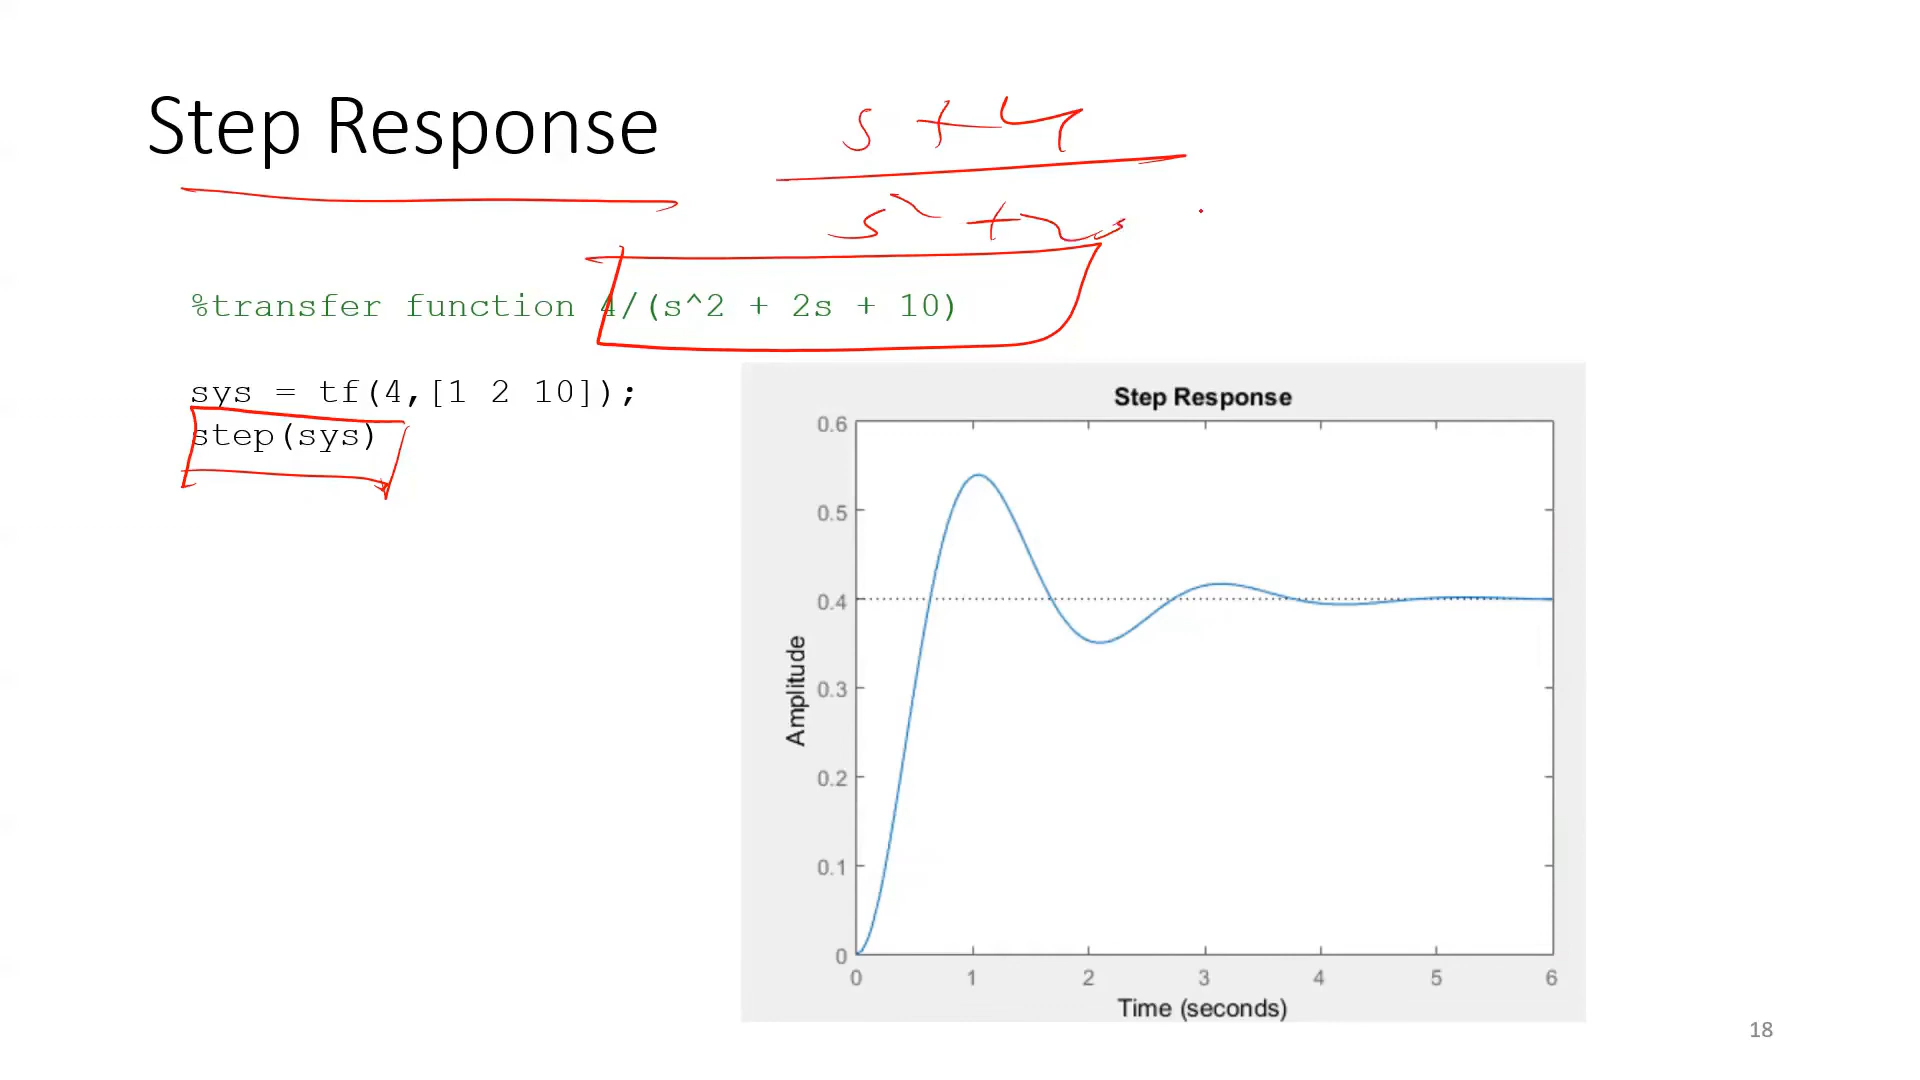 Step Response
s + 4
s² + 2s
%transfer function 4/(s^2 + 2s + 10)
sys = tf(4,[1 2 10]);
step(sys)
Step Response
0.6
0.5
0.4
0.3
0.2
0.1
0
Amplitude
0 1 2 3 4 5 6
Time (seconds)
18